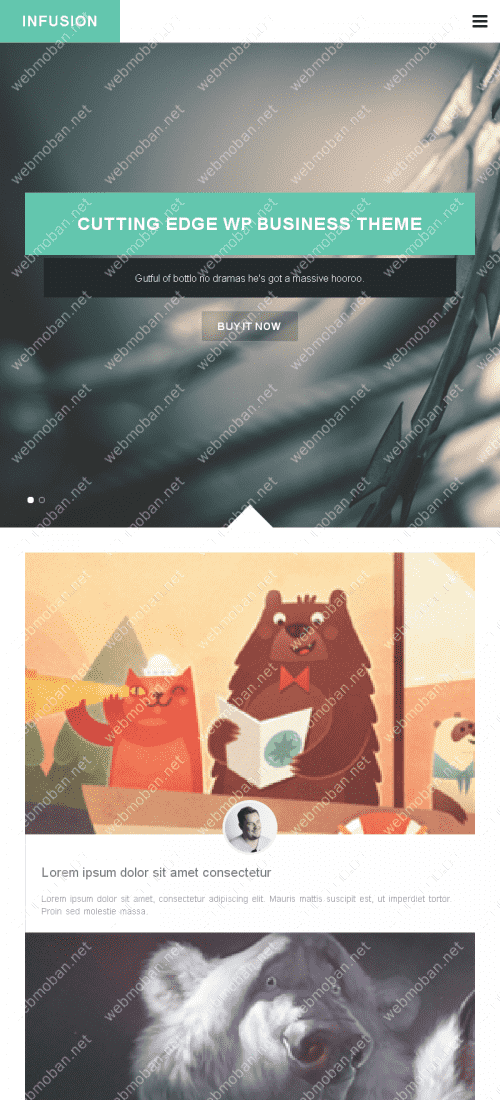 INFUSION
CUTTING EDGE WP BUSINESS THEME
Gutful of bottlo no dramas he's got a massive hooroo.
BUY IT NOW
Lorem ipsum dolor sit amet consectetur
Lorem ipsum dolor sit amet, consectetur adipiscing elit. Mauris mattis suscipit est, ut imperdiet tortor.
Proin sed molestie massa.
webmoban.net